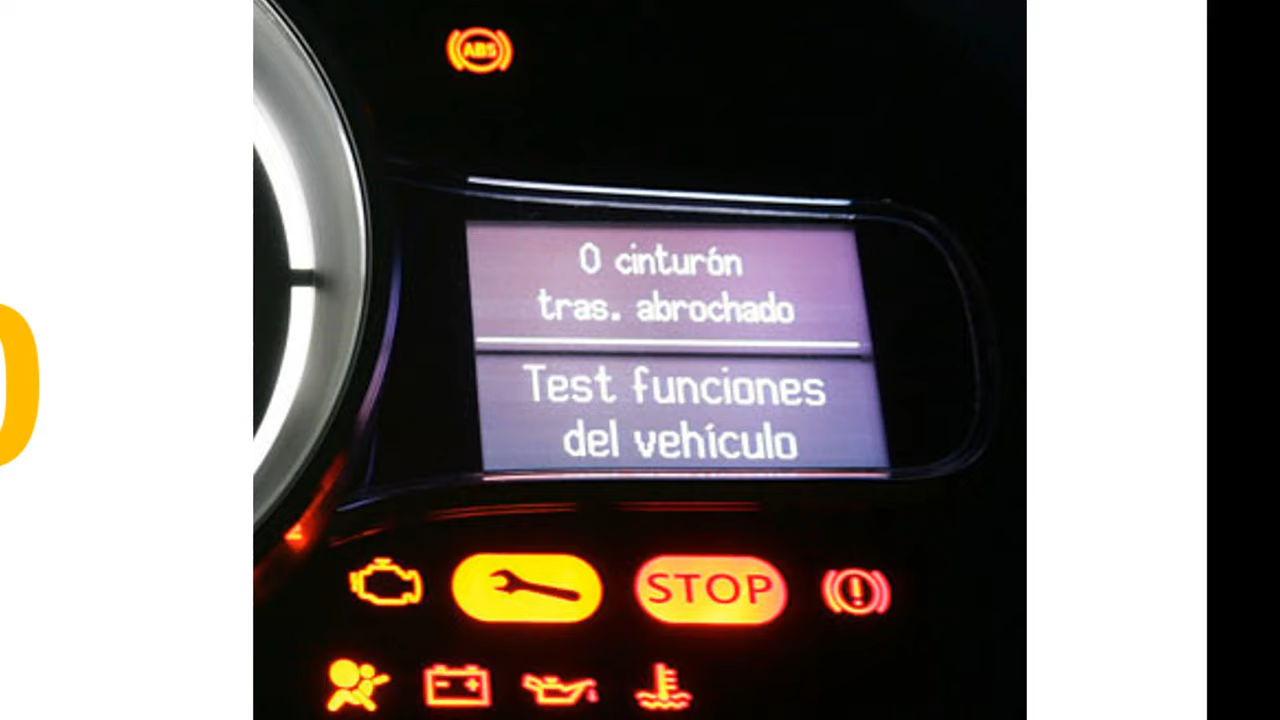 ABS
0 cinturón
tras. abrochado
Test funciones
del vehículo
STOP